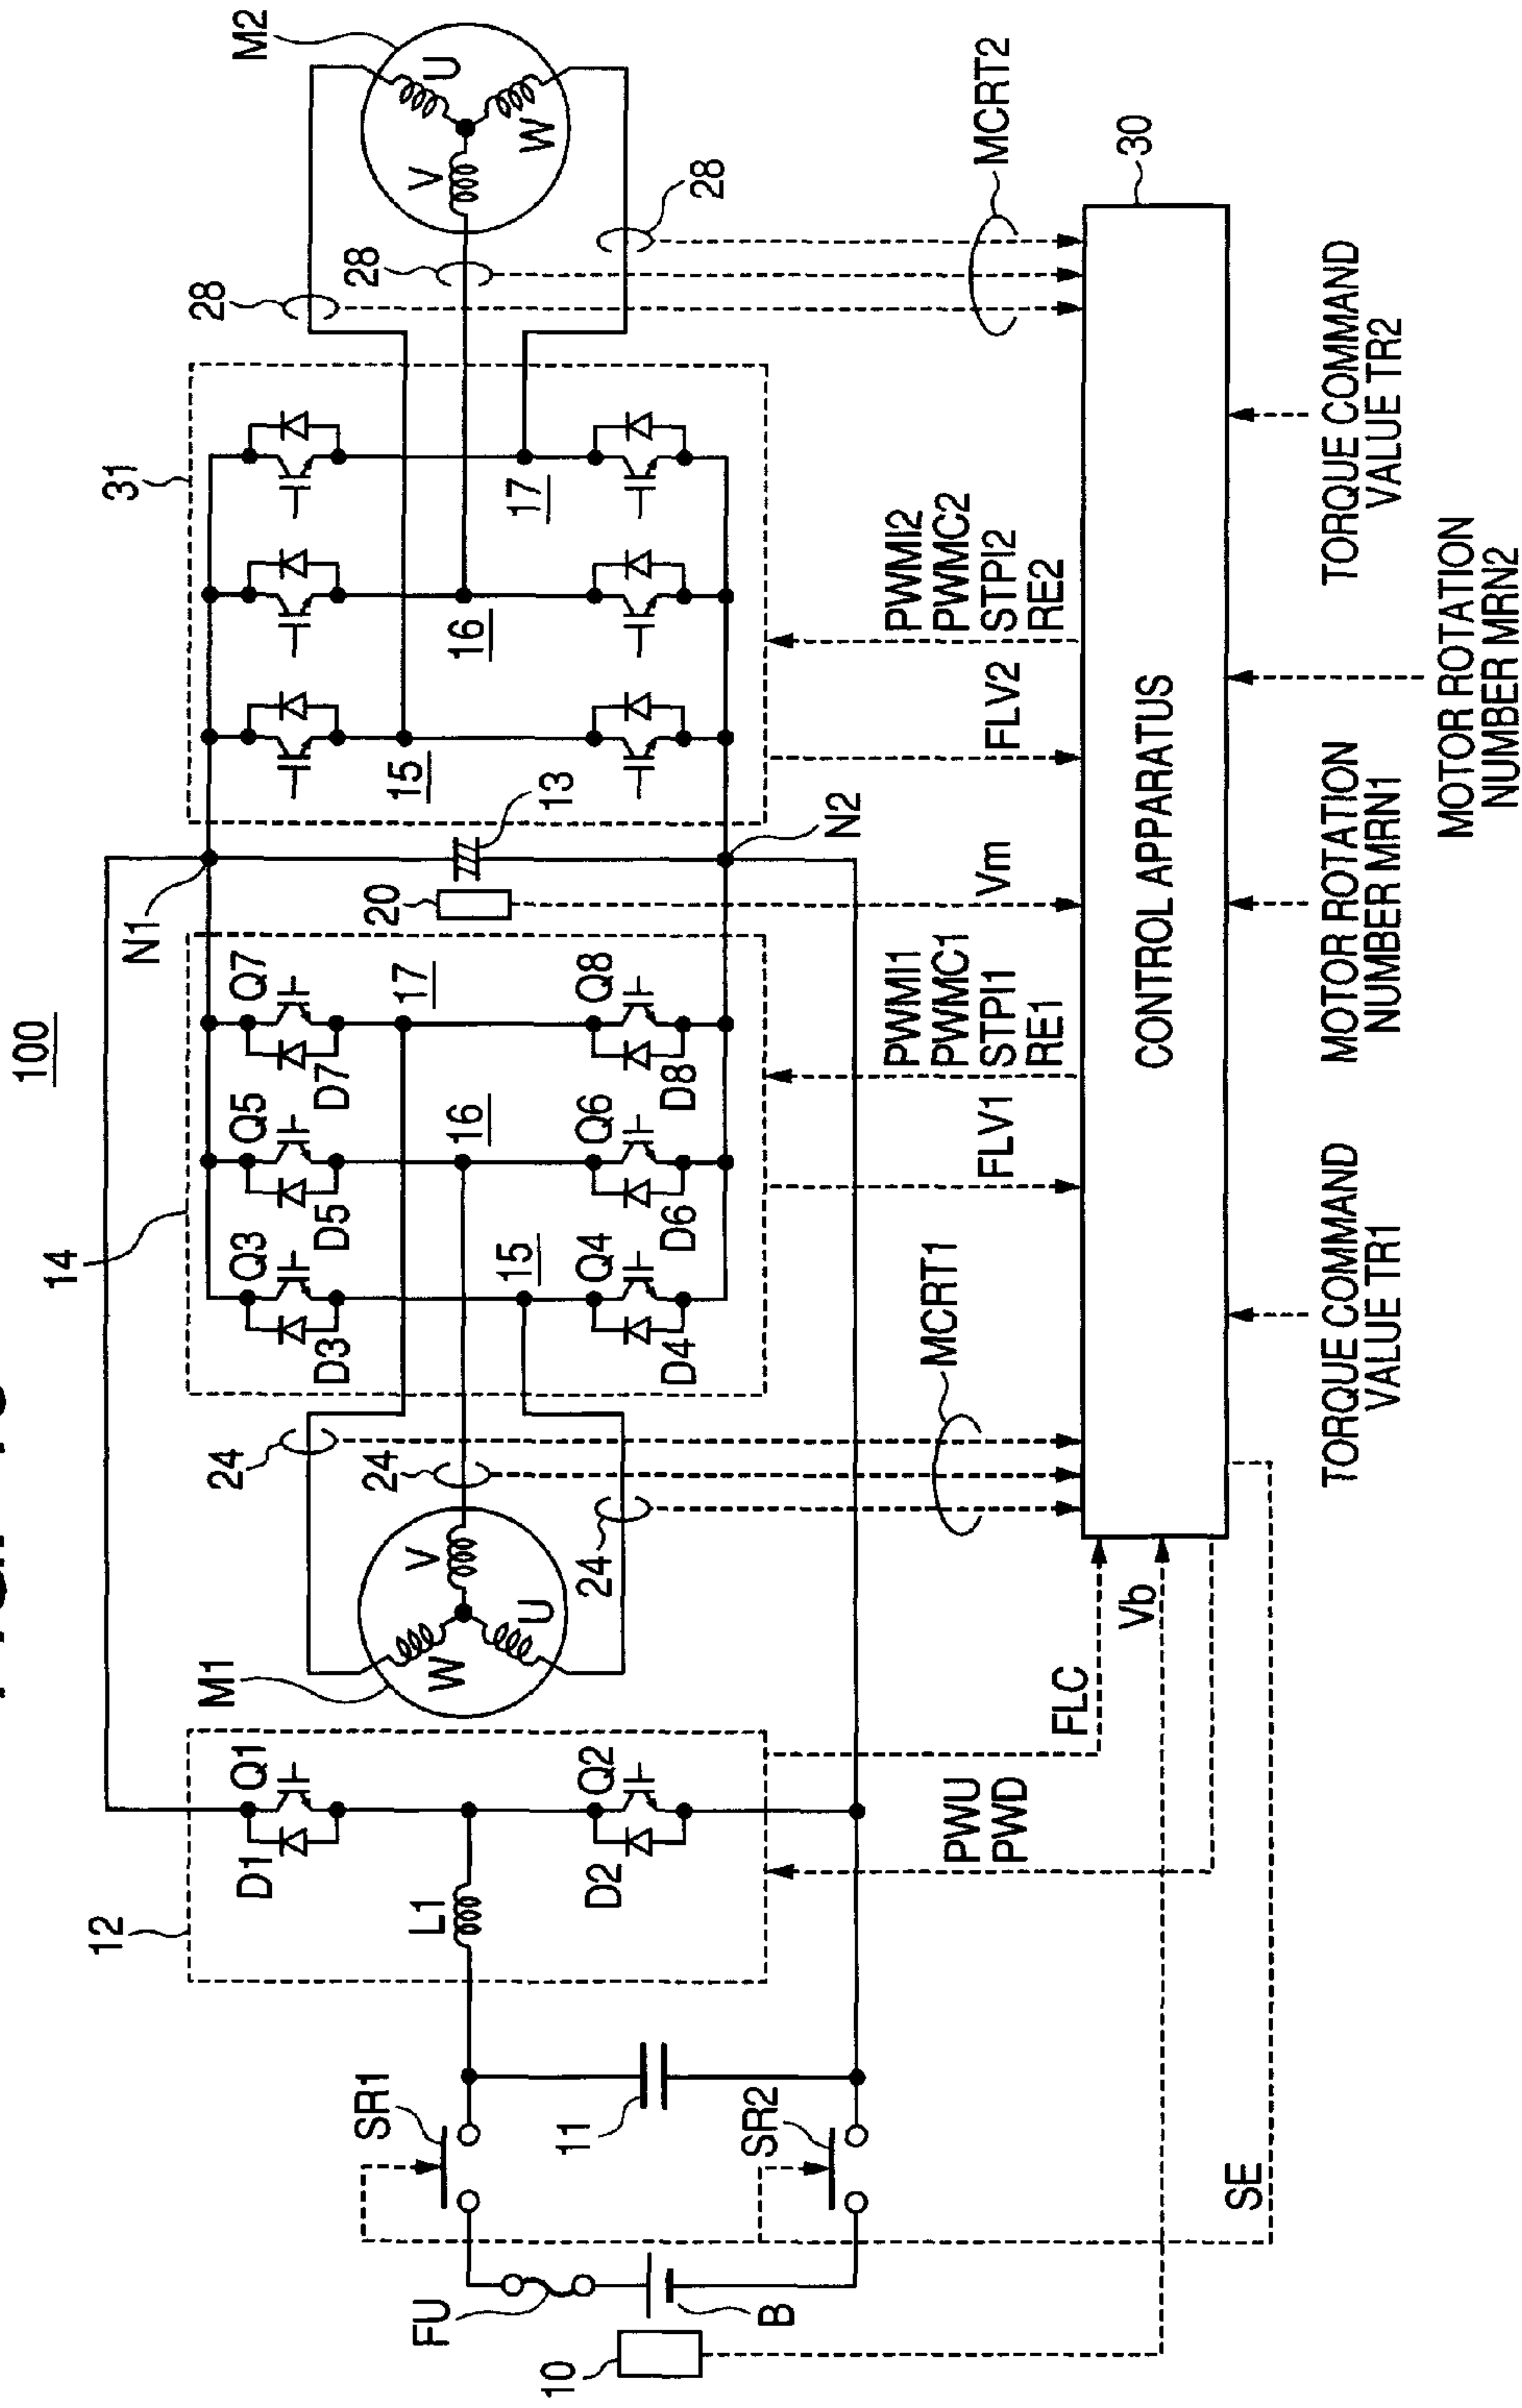 100
12
D1
Q1
L1
D2
Q2
SR1
11
SR2
FU
B
10
M1
W
V
U
24
24
24
14
Q3
D3
Q5
D5
Q7
D7
15
16
17
Q4
D4
Q6
D6
Q8
D8
N1
20
13
N2
31
15
16
17
M2
U
V
W
28
28
28
PWU
PWD
FLC
Vb
SE
MCRT1
FLV1
PWMI1
PWMC1
STPI1
RE1
Vm
FLV2
PWMI2
PWMC2
STPI2
RE2
MCRT2
30
CONTROL APPARATUS
TORQUE COMMAND
VALUE TR1
MOTOR ROTATION
NUMBER MRN1
MOTOR ROTATION
NUMBER MRN2
TORQUE COMMAND
VALUE TR2